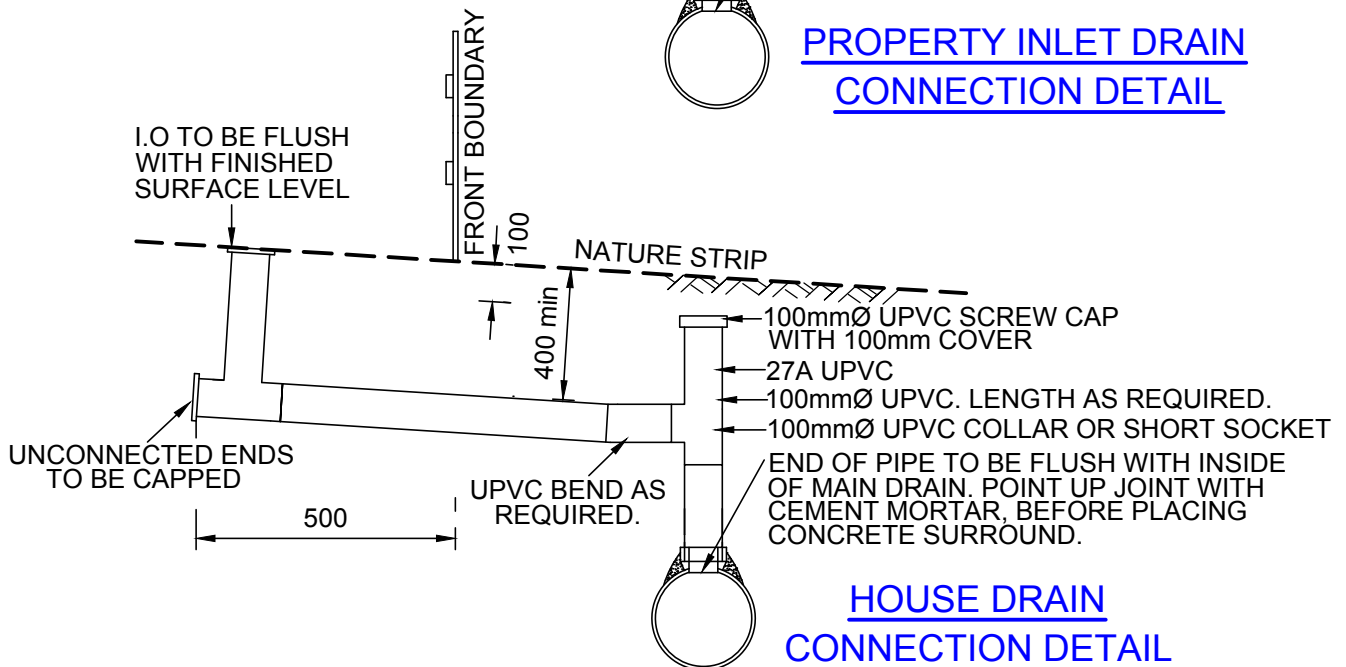 PROPERTY INLET DRAIN
CONNECTION DETAIL
FRONT BOUNDARY
I.O TO BE FLUSH
WITH FINISHED
SURFACE LEVEL
100
NATURE STRIP
400 min
100mmØ UPVC SCREW CAP
WITH 100mm COVER
27A UPVC
100mmØ UPVC. LENGTH AS REQUIRED.
100mmØ UPVC COLLAR OR SHORT SOCKET
END OF PIPE TO BE FLUSH WITH INSIDE
OF MAIN DRAIN. POINT UP JOINT WITH
CEMENT MORTAR, BEFORE PLACING
CONCRETE SURROUND.
UNCONNECTED ENDS
TO BE CAPPED
UPVC BEND AS
REQUIRED.
500
HOUSE DRAIN
CONNECTION DETAIL